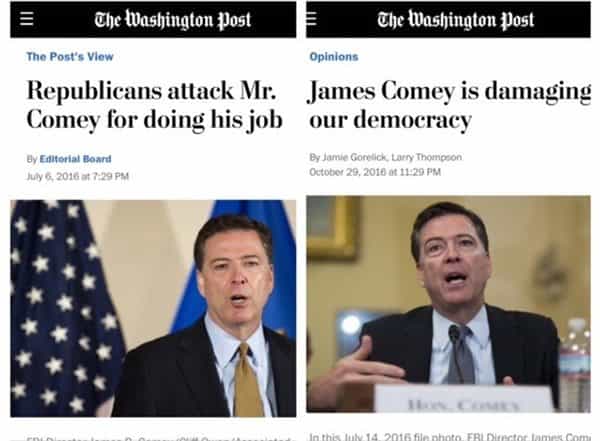 The Washington Post
The Post's View
Republicans attack Mr.
Comey for doing his job
By Editorial Board
July 6, 2016 at 7:29 PM
The Washington Post
Opinions
James Comey is damaging
our democracy
By Jamie Gorelick, Larry Thompson
October 29, 2016 at 11:29 PM
HON. COMEY
In this July 14, 2016 file photo, FBI Director James Com